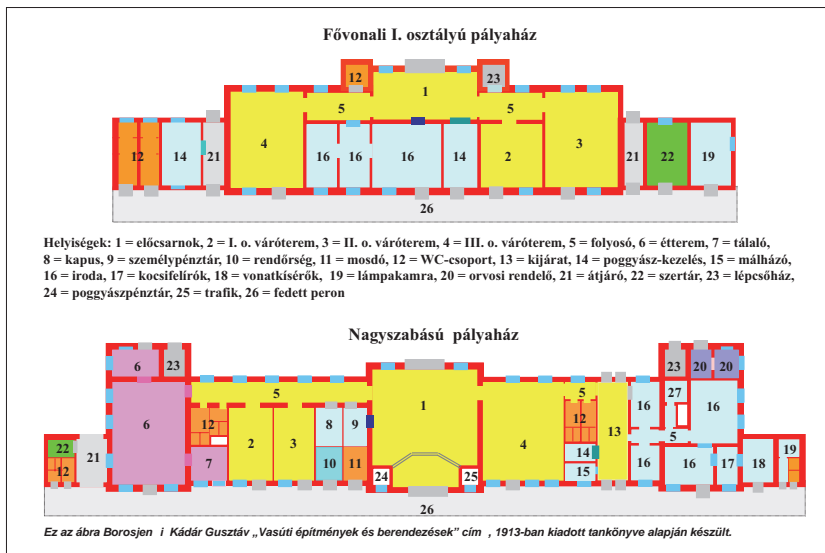 Fővonali I. osztályú pályaház
12 23
1
5 5
4 3
12 14 21 16 16 16 14 2 21 22 19
26
Helyiségek: 1 = előcsarnok, 2 = I. o. váróterem, 3 = II. o. váróterem, 4 = III. o. váróterem, 5 = folyosó, 6 = étterem, 7 = tálaló,
8 = kapus, 9 = személypénztár, 10 = rendőrség, 11 = mosdó, 12 = WC-csoport, 13 = kijárat, 14 = poggyász-kezelés, 15 = málházó,
16 = iroda, 17 = kocsifelírók, 18 = vonatkísérők, 19 = lámpakamra, 20 = orvosi rendelő, 21 = átjáró, 22 = szertár, 23 = lépcsőház,
24 = poggyászpénztár, 25 = trafik, 26 = fedett peron
Nagyszabású pályaház
6 23 23 20 20
5 5 27
6 1 16 16
12 8 9 12 13
2 3 4 5
22 21 14 16 16 17 18 19
12 7 10 11 24 25 15
26
Ez az ábra Borosjen i Kádár Gusztáv „Vasúti építmények és berendezések” cím , 1913-ban kiadott tankönyve alapján készült.